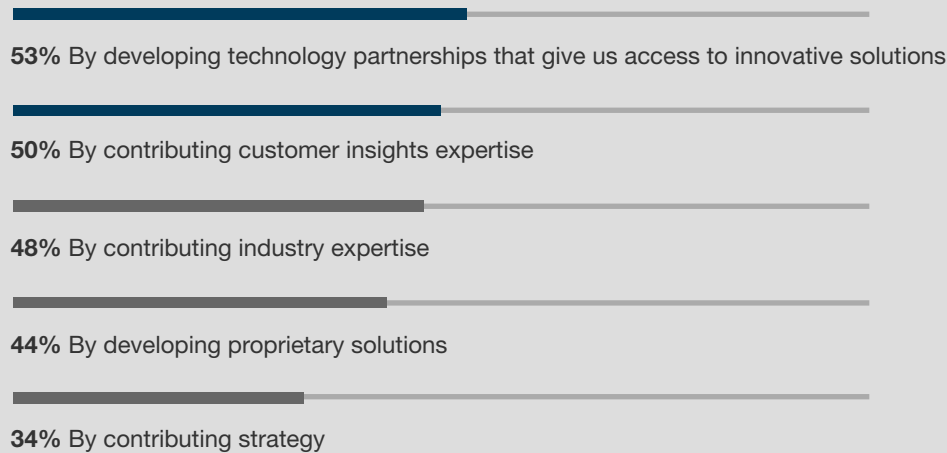 53% By developing technology partnerships that give us access to innovative solutions
50% By contributing customer insights expertise
48% By contributing industry expertise
44% By developing proprietary solutions
34% By contributing strategy